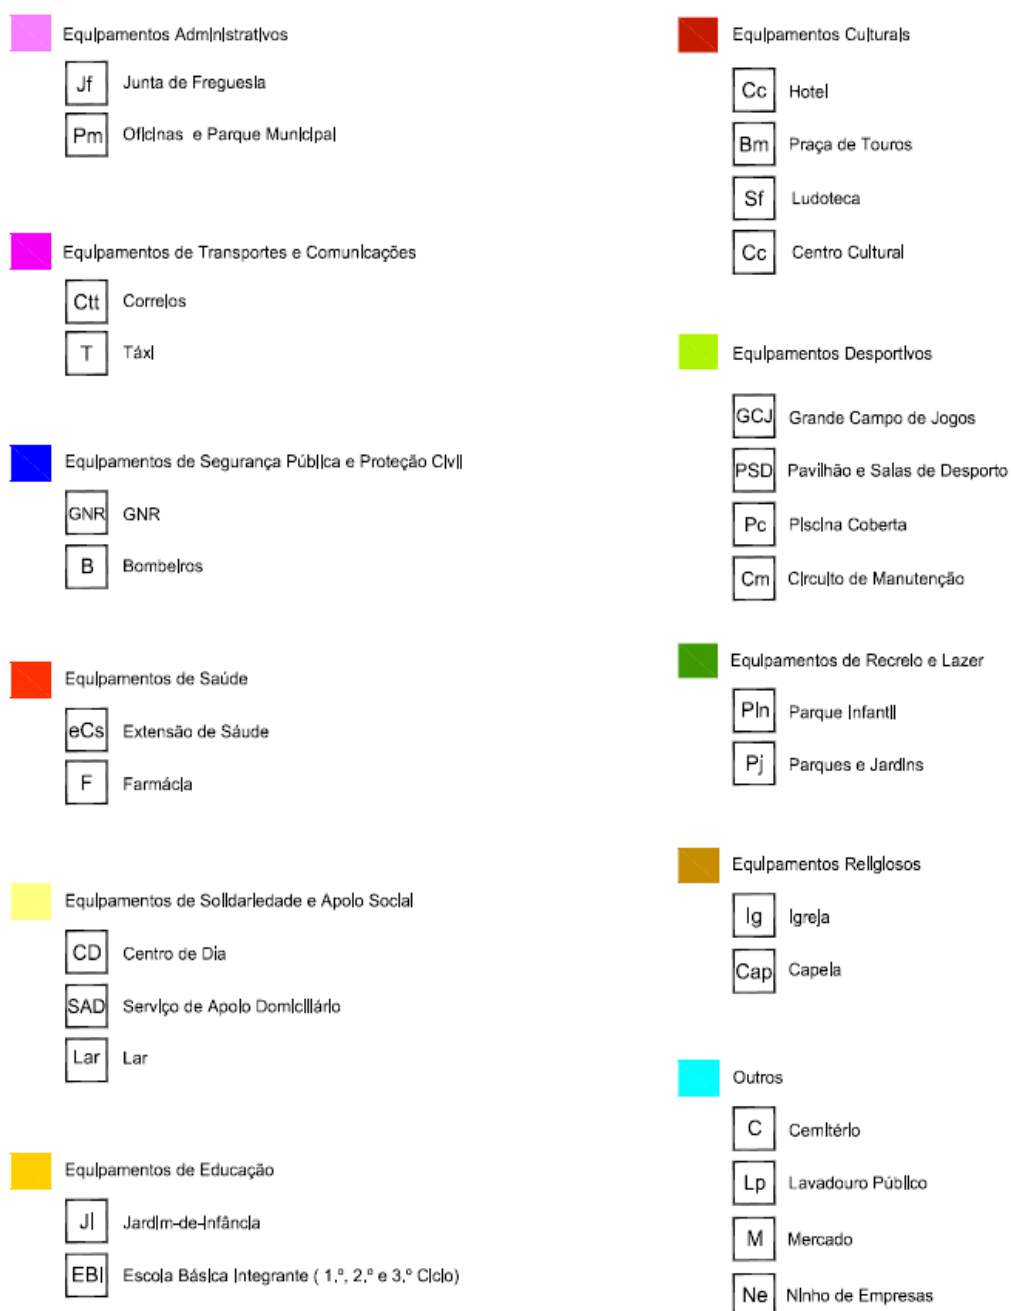 Equipamentos Administrativos
Jf Junta de Freguesia
Pm Oficinas e Parque Municipal
Equipamentos de Transportes e Comunicações
Ctt Correios
T Táxi
Equipamentos de Segurança Pública e Proteção Civil
GNR GNR
B Bombeiros
Equipamentos de Saúde
eCs Extensão de Sáude
F Farmácia
Equipamentos de Solidariedade e Apoio Social
CD Centro de Dia
SAD Serviço de Apoio Domicilliário
Lar Lar
Equipamentos de Educação
JI Jardim-de-Infância
EBI Escola Básica Integrante ( 1,º, 2,º e 3,º Ciclo)
Equipamentos Culturais
Cc Hotel
Bm Praça de Touros
Sf Ludoteca
Cc Centro Cultural
Equipamentos Desportivos
GCJ Grande Campo de Jogos
PSD Pavilhão e Salas de Desporto
Pc Piscina Coberta
Cm Circuito de Manutenção
Equipamentos de Recreio e Lazer
PIn Parque Infantil
Pj Parques e Jardins
Equipamentos Religiosos
Ig Igreja
Cap Capela
Outros
C Cemitério
Lp Lavadouro Público
M Mercado
Ne Ninho de Empresas